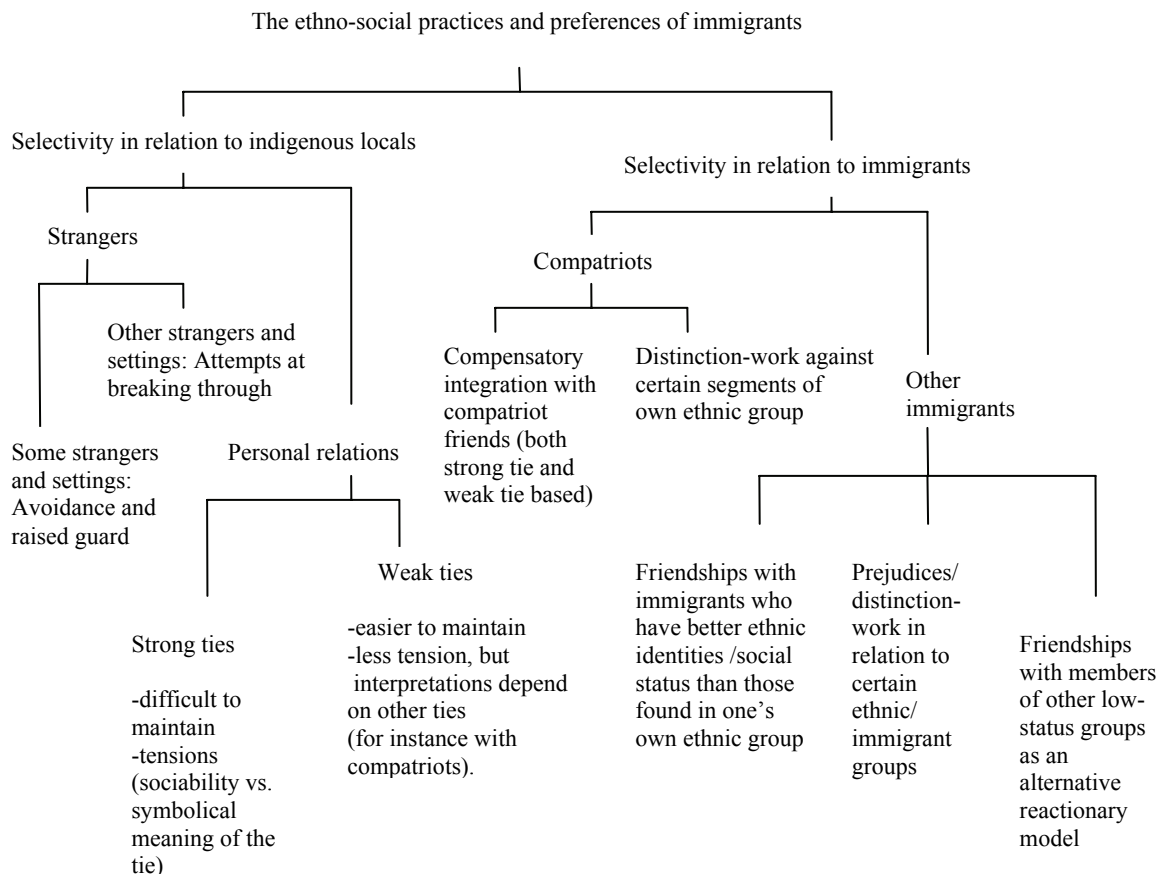 The ethno-social practices and preferences of immigrants
Selectivity in relation to indigenous locals
Selectivity in relation to immigrants
Strangers
Compatriots
Other strangers and
settings: Attempts at
breaking through
Compensatory
integration with
compatriot
friends (both
strong tie and
weak tie based)
Distinction-work against
certain segments of
own ethnic group
Other
immigrants
Some strangers
and settings:
Avoidance and
raised guard
Personal relations
Strong ties
-difficult to
maintain
-tensions
(sociability vs.
symbolical
meaning of the
tie)
Weak ties
-easier to maintain
-less tension, but
interpretations depend
on other ties
(for instance with
compatriots).
Friendships with
immigrants who
have better ethnic
identities /social
status than those
found in one’s
own ethnic group
Prejudices/
distinction-
work in
relation to
certain
ethnic/
immigrant
groups
Friendships
with members
of other low-
status groups
as an
alternative
reactionary
model